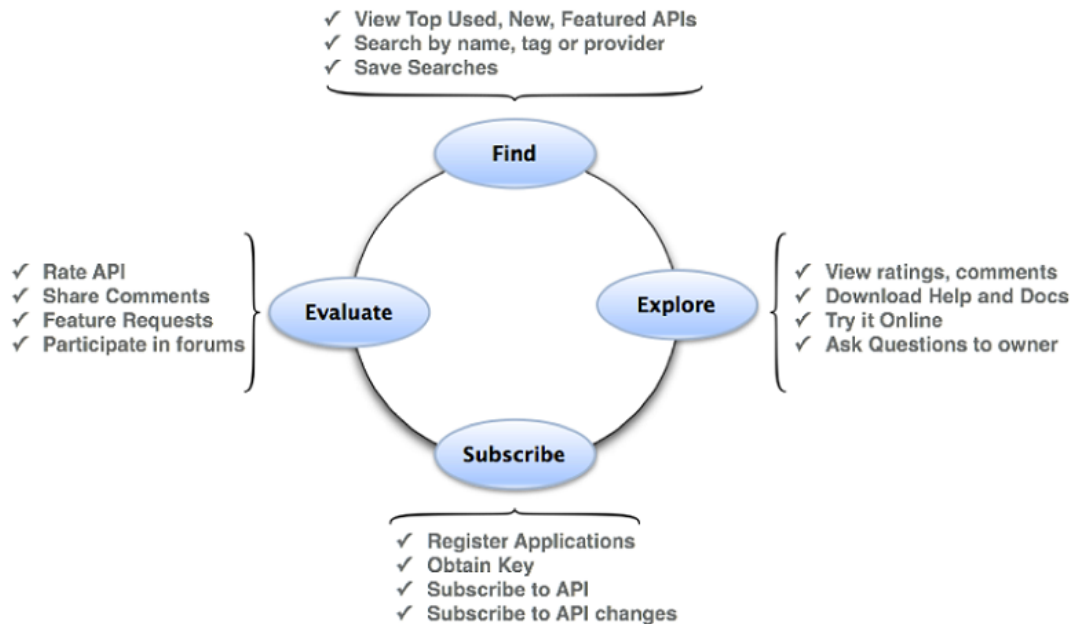 ✓ View Top Used, New, Featured APIs
✓ Search by name, tag or provider
✓ Save Searches
Find
Explore
✓ View ratings, comments
✓ Download Help and Docs
✓ Try it Online
✓ Ask Questions to owner
Subscribe
✓ Register Applications
✓ Obtain Key
✓ Subscribe to API
✓ Subscribe to API changes
Evaluate
✓ Rate API
✓ Share Comments
✓ Feature Requests
✓ Participate in forums